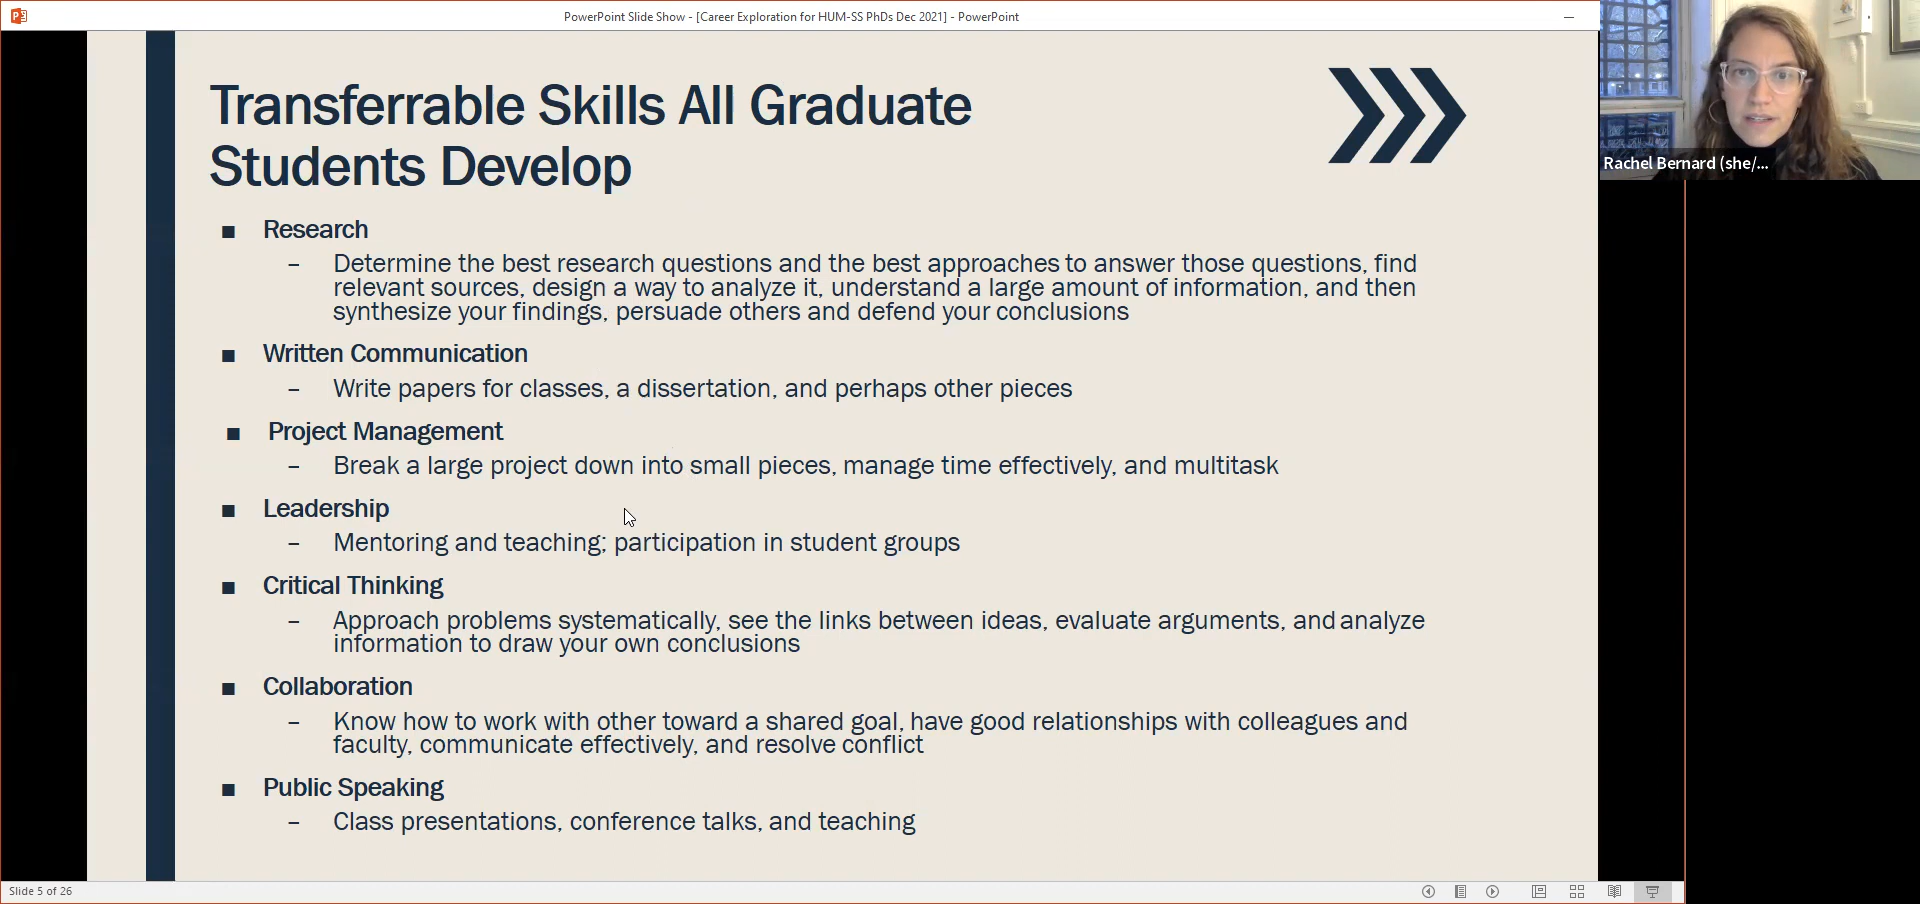 PowerPoint Slide Show - [Career Exploration for HUM-SS PhDs Dec 2021] - PowerPoint
Transferrable Skills All Graduate
Students Develop
Rachel Bernard (she/...
■ Research
– Determine the best research questions and the best approaches to answer those questions, find
relevant sources, design a way to analyze it, understand a large amount of information, and then
synthesize your findings, persuade others and defend your conclusions
■ Written Communication
– Write papers for classes, a dissertation, and perhaps other pieces
■ Project Management
– Break a large project down into small pieces, manage time effectively, and multitask
■ Leadership
– Mentoring and teaching; participation in student groups
■ Critical Thinking
– Approach problems systematically, see the links between ideas, evaluate arguments, and analyze
information to draw your own conclusions
■ Collaboration
– Know how to work with other toward a shared goal, have good relationships with colleagues and
faculty, communicate effectively, and resolve conflict
■ Public Speaking
– Class presentations, conference talks, and teaching
Slide 5 of 26